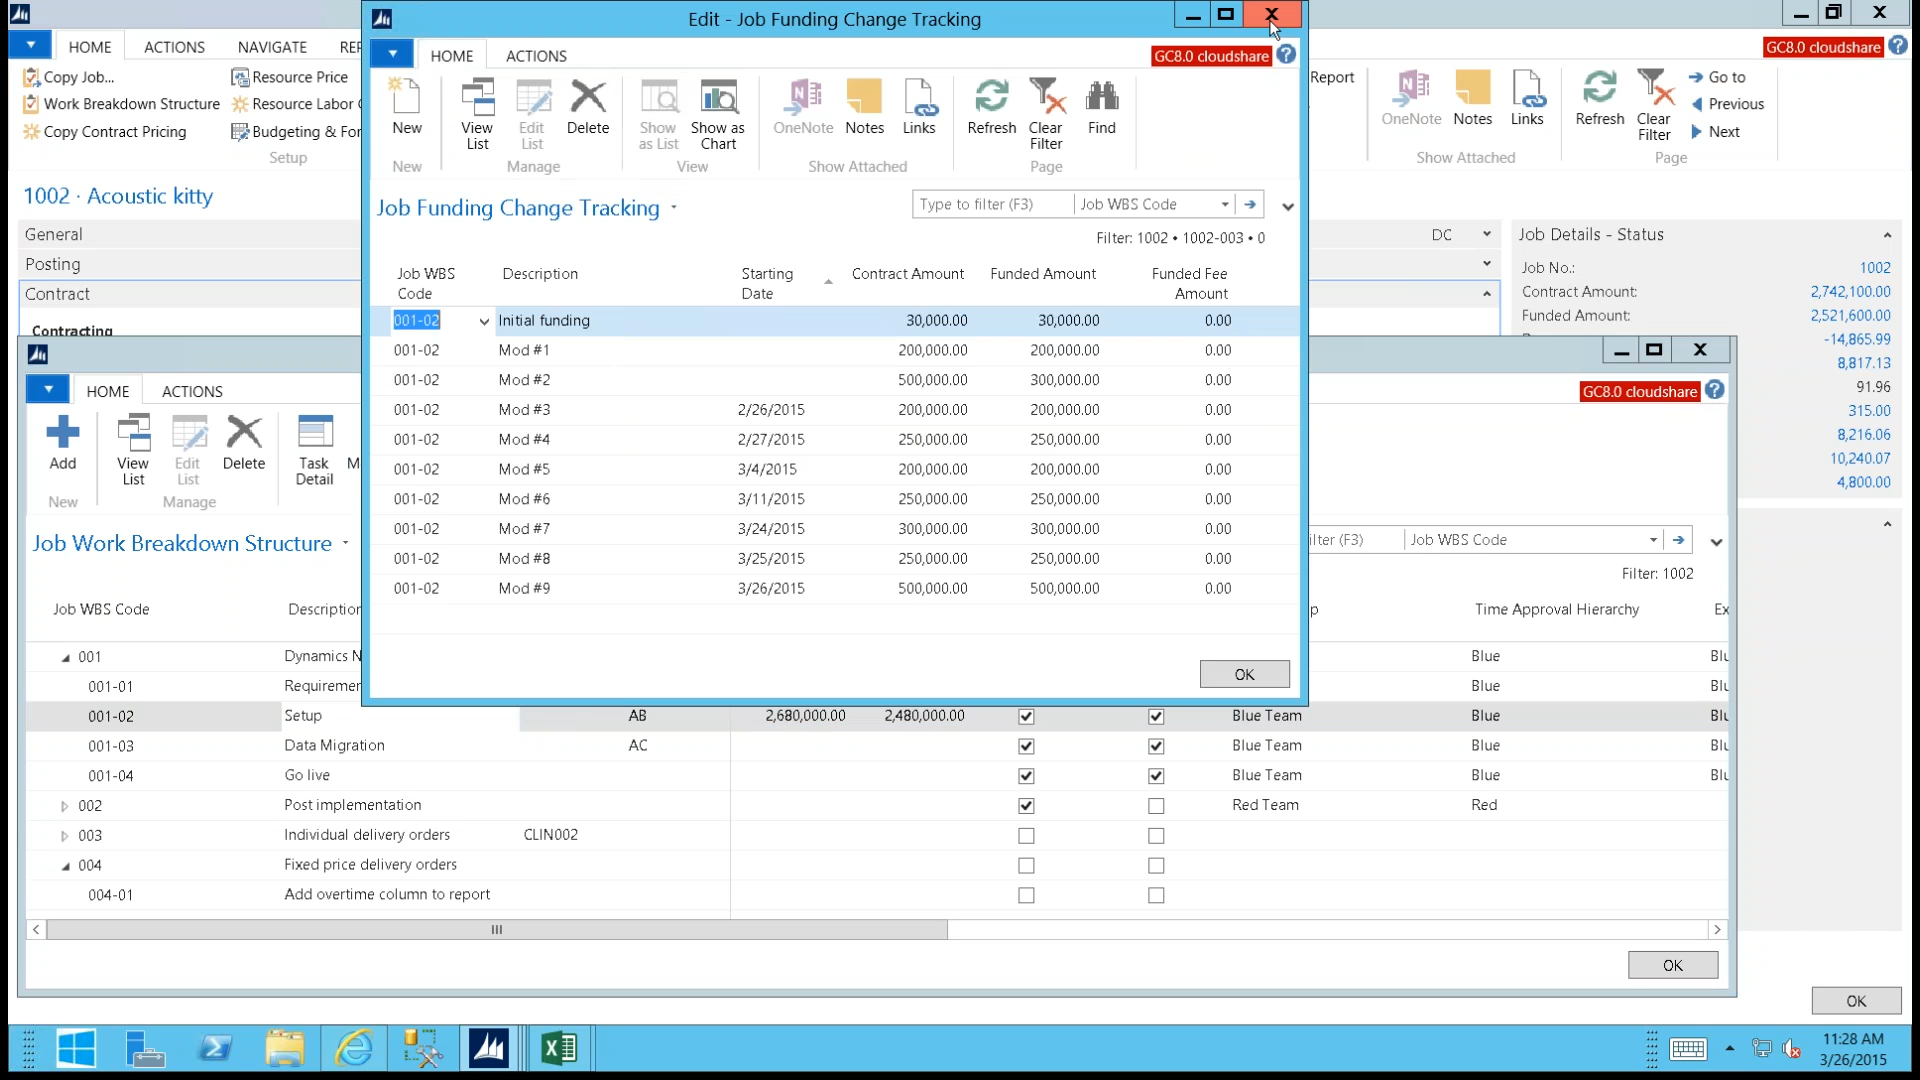 Edit - Job Funding Change Tracking
HOME ACTIONS NAVIGATE
HOME ACTIONS
GC8.0 cloudshare
GC8.0 cloudshare
Copy Job...
Work Breakdown Structure
Copy Contract Pricing
Resource Price
Resource Labor
Budgeting &
Setup
New
View List
Edit List
Delete
Show as List
Show as Chart
OneNote
Notes
Links
Refresh
Clear Filter
Find
New
Manage
View
Show Attached
Page
Report
OneNote
Notes
Links
Refresh
Clear Filter
Go to
Previous
Next
Show Attached
Page
1002 · Acoustic kitty
General
Posting
Contract
Contracting
Job Funding Change Tracking
Type to filter (F3)
Job WBS Code
Filter: 1002 • 1002-003 • 0
Job WBS Code Description Starting Date Contract Amount Funded Amount Funded Fee Amount
001-02 Initial funding 30,000.00 30,000.00 0.00
001-02 Mod #1 200,000.00 200,000.00 0.00
001-02 Mod #2 500,000.00 300,000.00 0.00
001-02 Mod #3 2/26/2015 200,000.00 200,000.00 0.00
001-02 Mod #4 2/27/2015 250,000.00 250,000.00 0.00
001-02 Mod #5 3/4/2015 200,000.00 200,000.00 0.00
001-02 Mod #6 3/11/2015 250,000.00 250,000.00 0.00
001-02 Mod #7 3/24/2015 300,000.00 300,000.00 0.00
001-02 Mod #8 3/25/2015 250,000.00 250,000.00 0.00
001-02 Mod #9 3/26/2015 500,000.00 500,000.00 0.00
OK
DC
Job Details - Status
Job No.: 1002
Contract Amount: 2,742,100.00
Funded Amount: 2,521,600.00
-14,865.99
8,817.13
91.96
315.00
8,216.06
10,240.07
4,800.00
HOME ACTIONS
GC8.0 cloudshare
Add
View List
Edit List
Delete
Task Detail
New
Manage
Job Work Breakdown Structure
(F3)
Job WBS Code
Filter: 1002
Job WBS Code Description Time Approval Hierarchy Ex
001 Dynamics Blue
001-01 Blue
001-02 Setup AB 2,680,000.00 2,480,000.00 Blue Team Blue
001-03 Data Migration AC Blue Team Blue
001-04 Go live Blue Team Blue
002 Post implementation Red Team Red
003 Individual delivery orders CLIN002
004 Fixed price delivery orders
004-01 Add overtime column to report
OK
OK
11:28 AM
3/26/2015